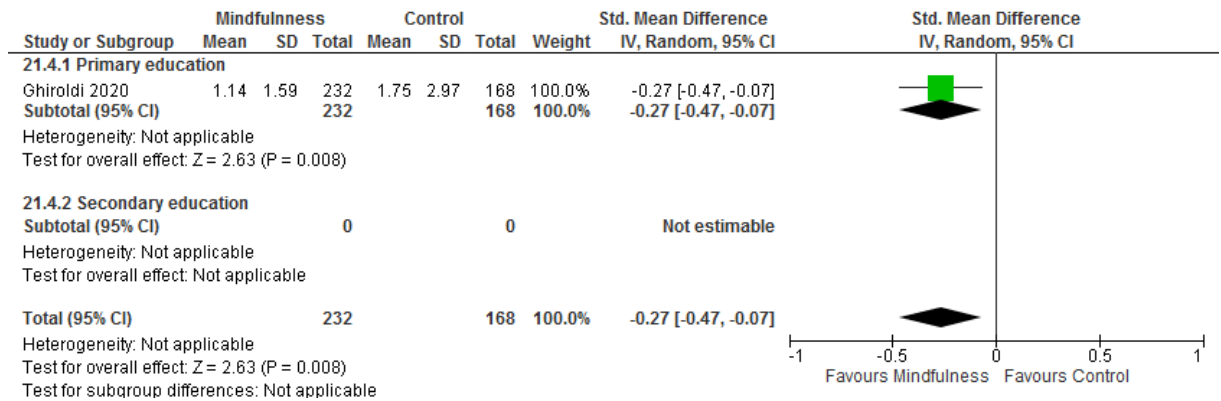 Mindfulnness Control Std. Mean Difference Std. Mean Difference
Study or Subgroup Mean SD Total Mean SD Total Weight IV, Random, 95% CI IV, Random, 95% CI
21.4.1 Primary education
Ghiroldi 2020 1.14 1.59 232 1.75 2.97 168 100.0% -0.27 [-0.47, -0.07]
Subtotal (95% CI) 232 168 100.0% -0.27 [-0.47, -0.07]
Heterogeneity: Not applicable
Test for overall effect: Z = 2.63 (P = 0.008)
21.4.2 Secondary education
Subtotal (95% CI) 0 0 Not estimable
Heterogeneity: Not applicable
Test for overall effect: Not applicable
Total (95% CI) 232 168 100.0% -0.27 [-0.47, -0.07]
Heterogeneity: Not applicable
Test for overall effect: Z = 2.63 (P = 0.008)
Test for subgroup differences: Not applicable
-1 -0.5 0 0.5 1
Favours Mindfulness Favours Control